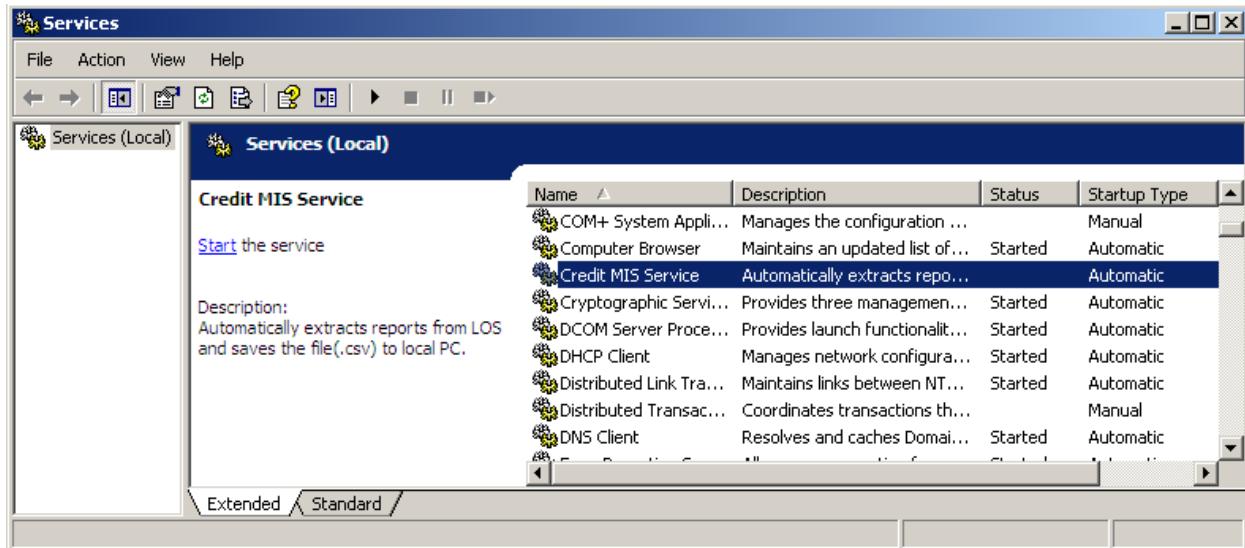 Services
File Action View Help
Services (Local)
Services (Local)
Credit MIS Service
Start the service
Description:
Automatically extracts reports from LOS
and saves the file(.csv) to local PC.
Name Description Status Startup Type
COM+ System Appli... Manages the configuration ... Manual
Computer Browser Maintains an updated list of... Started Automatic
Credit MIS Service Automatically extracts repo... Automatic
Cryptographic Servi... Provides three managemen... Started Automatic
DCOM Server Proce... Provides launch functionalit... Started Automatic
DHCP Client Manages network configura... Started Automatic
Distributed Link Tra... Maintains links between NT... Started Automatic
Distributed Transac... Coordinates transactions th... Manual
DNS Client Resolves and caches Domai... Started Automatic
Extended Standard